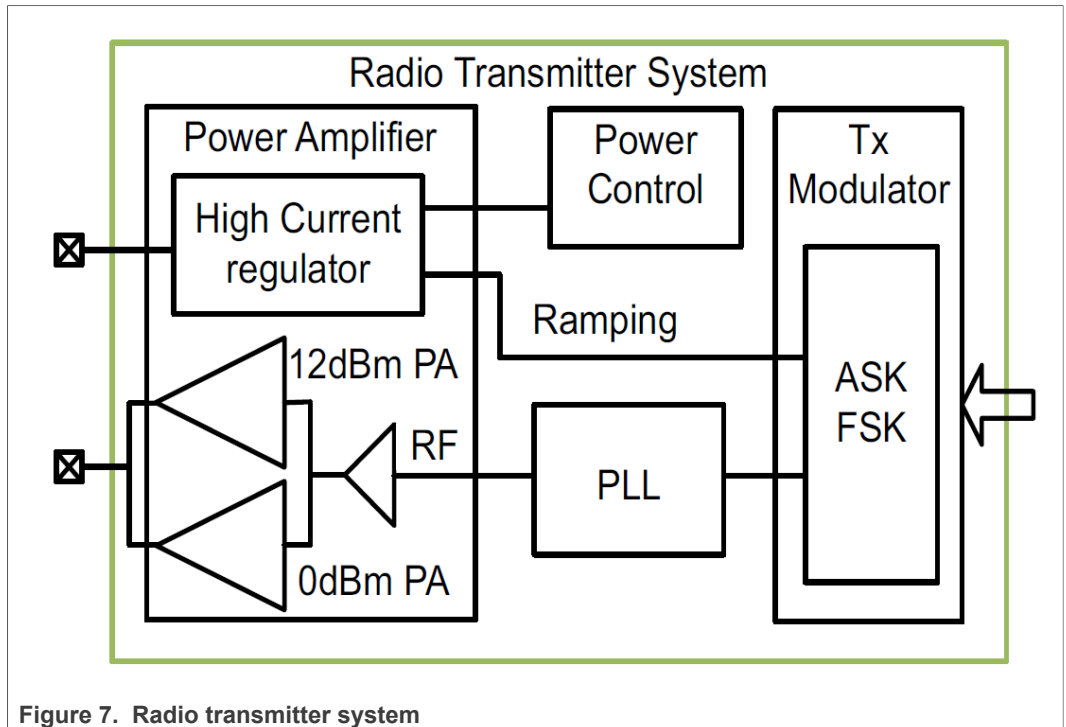 Radio Transmitter System
Power Amplifier
High Current
regulator
Power
Control
Tx
Modulator
Ramping
ASK
FSK
12dBm PA
RF
PLL
0dBm PA
Figure 7. Radio transmitter system